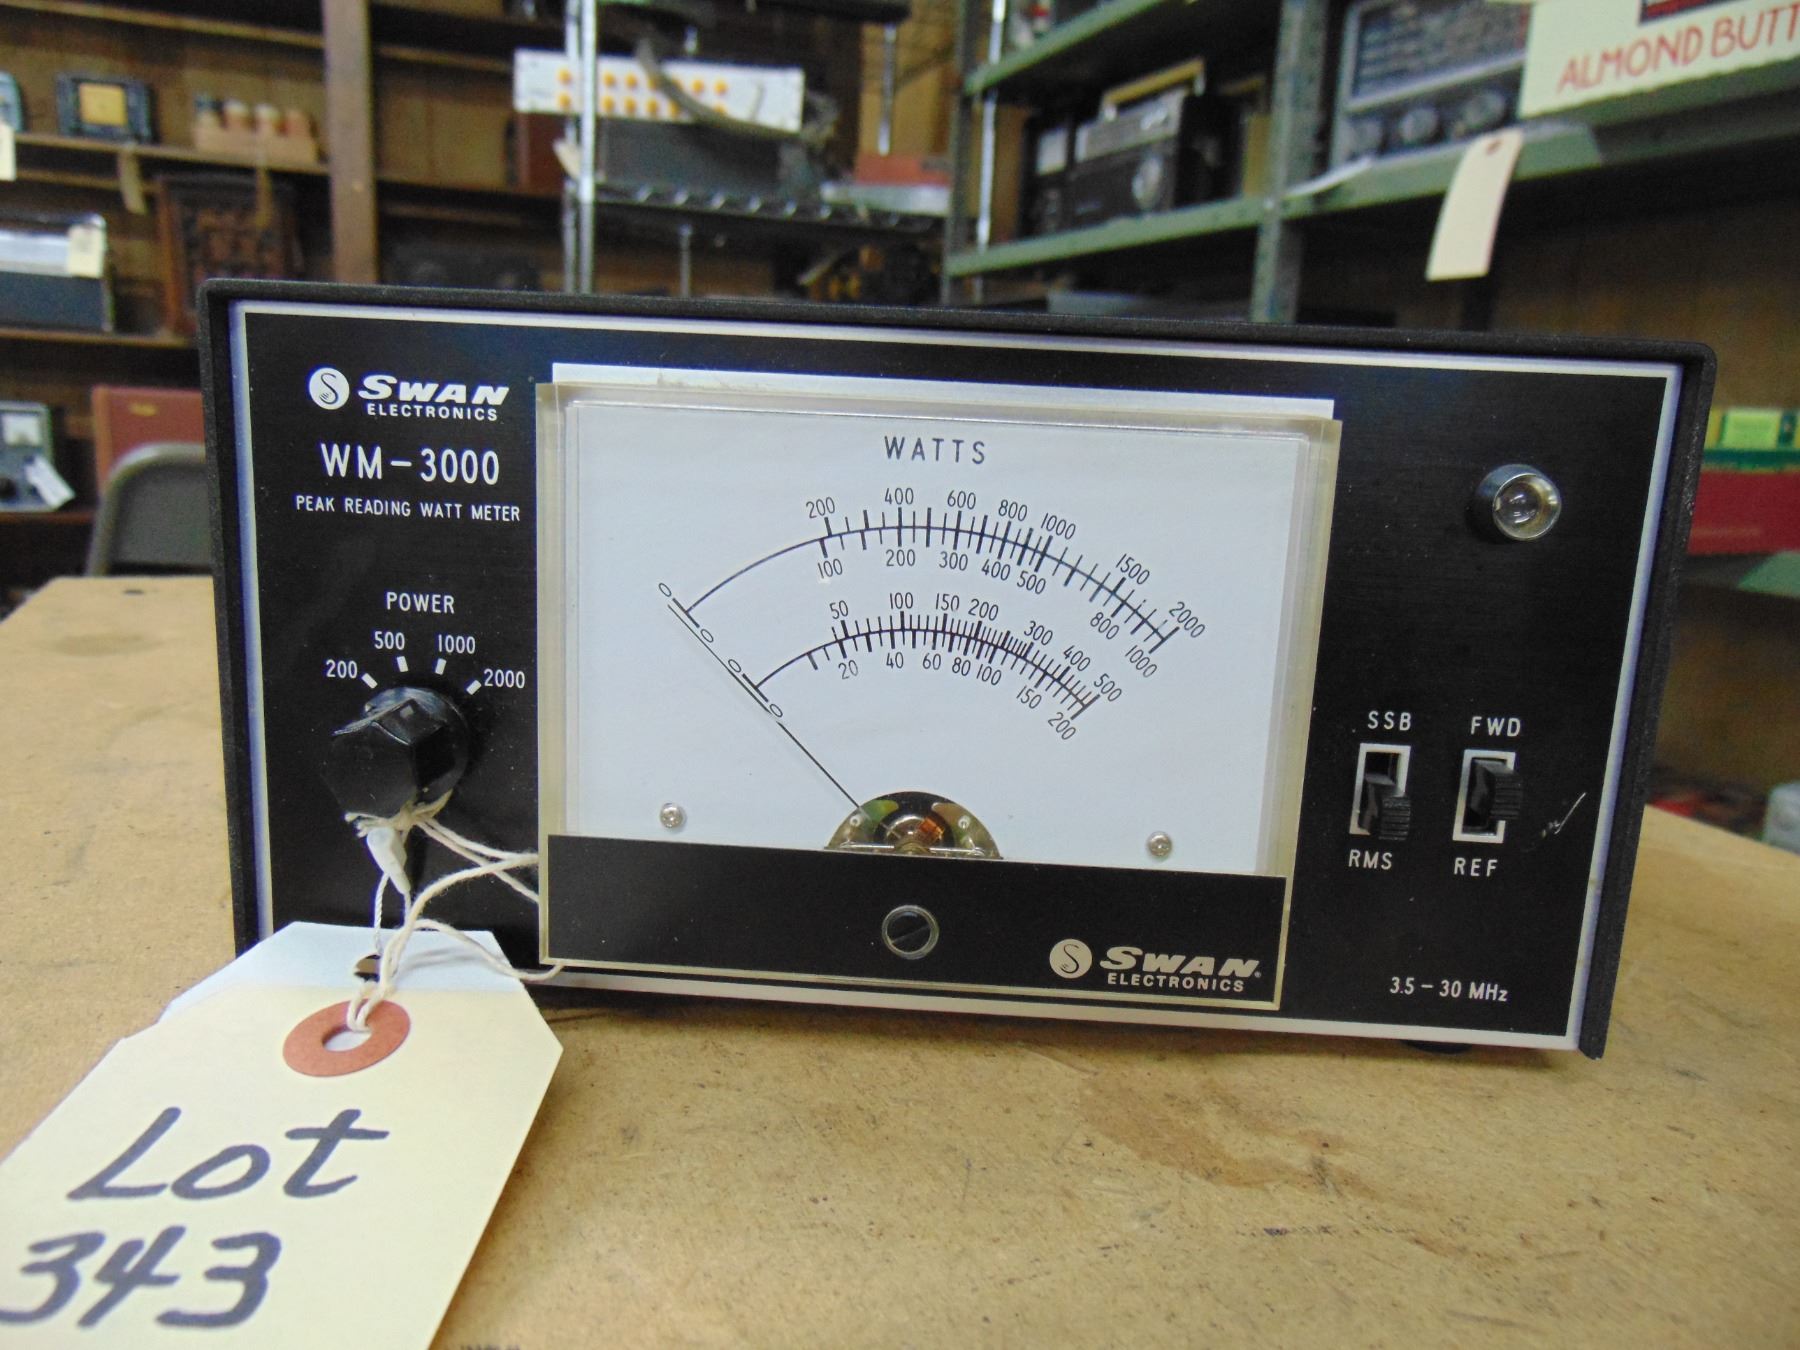 ALMOND BUTT
S SWAN
ELECTRONICS
WM-3000
PEAK READING WATT METER
POWER
200 500 1000 2000
WATTS
0 200 400 600 800 1000 1500 2000
0 100 200 300 400 500 800 1000
0 50 100 150 200 300 400 500
0 20 40 60 80 100 150 200
SSB FWD
RMS REF
S SWAN
ELECTRONICS
3.5-30 MHz
Lot
343